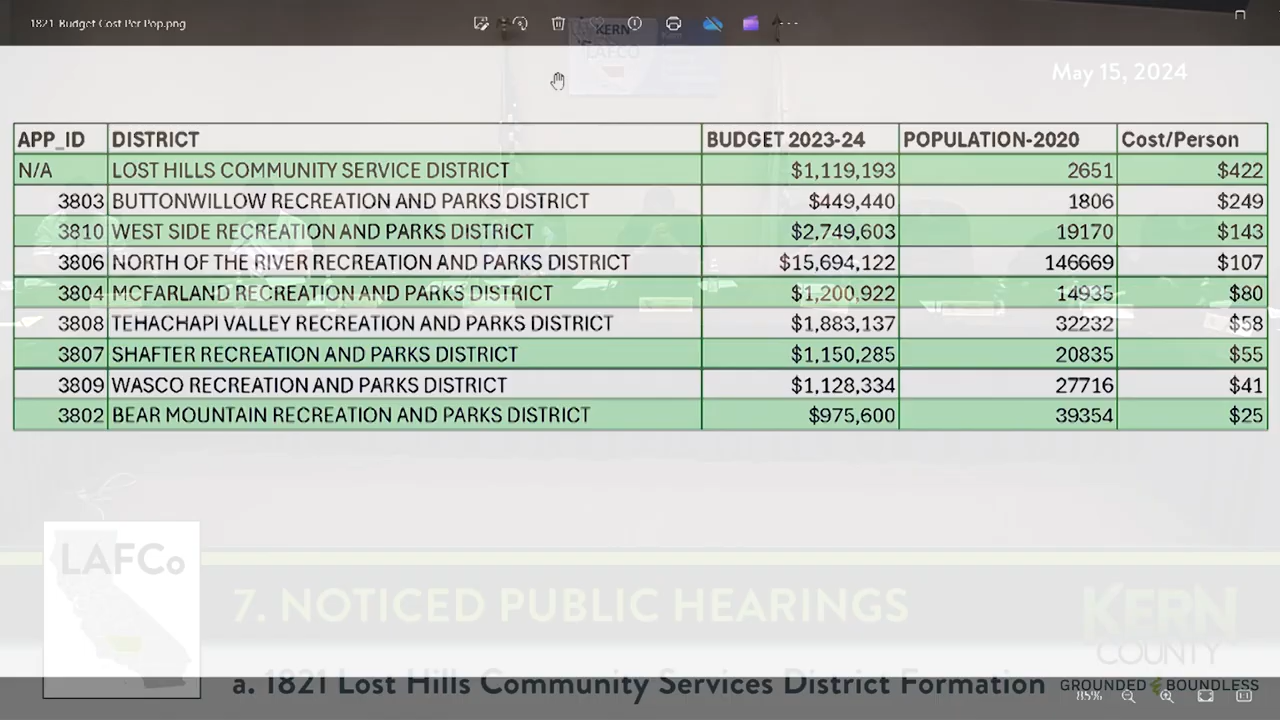 1821 Budget Cost Per Pop.png
KERN
LAFCO
May 15, 2024
APP_ID DISTRICT BUDGET 2023-24 POPULATION-2020 Cost/Person
N/A LOST HILLS COMMUNITY SERVICE DISTRICT $1,119,193 2651 $422
3803 BUTTONWILLOW RECREATION AND PARKS DISTRICT $449,440 1806 $249
3810 WEST SIDE RECREATION AND PARKS DISTRICT $2,749,603 19170 $143
3806 NORTH OF THE RIVER RECREATION AND PARKS DISTRICT $15,694,122 146669 $107
3804 MCFARLAND RECREATION AND PARKS DISTRICT $1,200,922 14935 $80
3808 TEHACHAPI VALLEY RECREATION AND PARKS DISTRICT $1,883,137 32232 $58
3807 SHAFTER RECREATION AND PARKS DISTRICT $1,150,285 20835 $55
3809 WASCO RECREATION AND PARKS DISTRICT $1,128,334 27716 $41
3802 BEAR MOUNTAIN RECREATION AND PARKS DISTRICT $975,600 39354 $25
LAFCo
7. NOTICED PUBLIC HEARINGS
KERN
COUNTY
a. 1821 Lost Hills Community Services District Formation
GROUNDED BOUNDLESS
85%